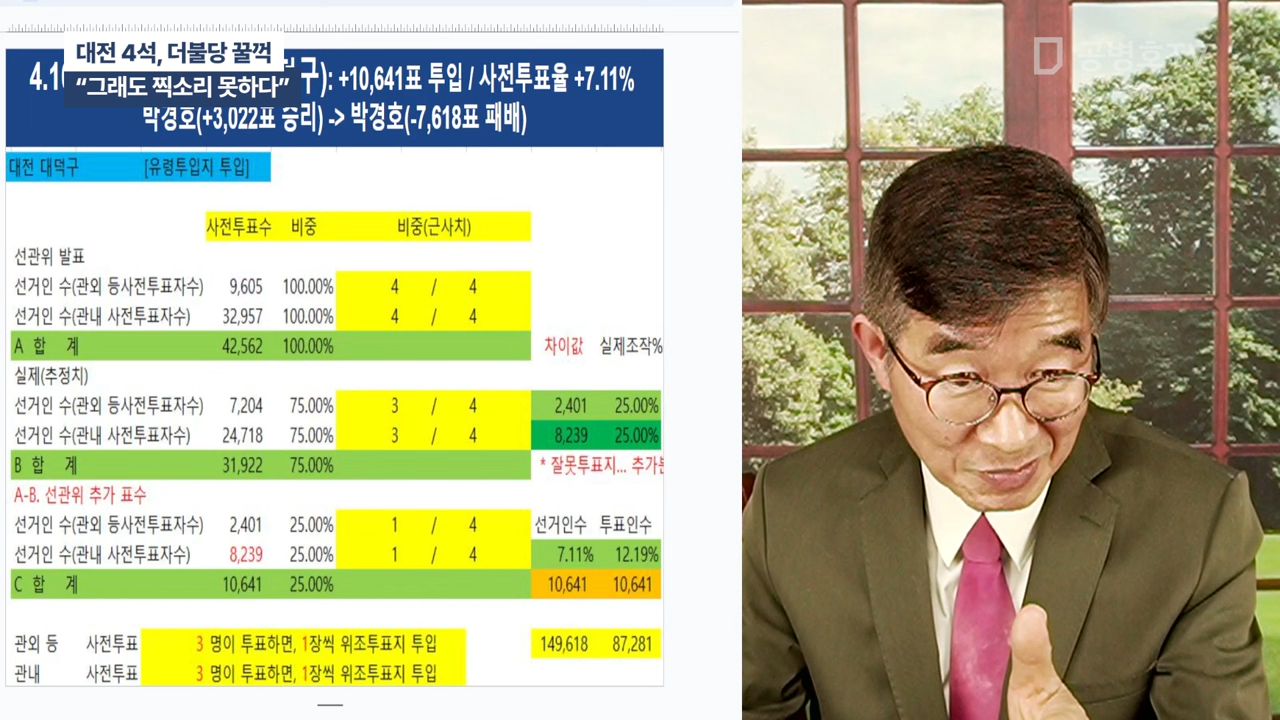 대전 4석, 더불당 꿀꺽
“그래도 찍소리 못하다”
구): +10,641표 투입 / 사전투표율 +7.11%
박경호(+3,022표 승리) -> 박경호(-7,618표 패배)
대전 대덕구 [유령투입지 투입]
사전투표수 비중 비중(근사치)
선관위 발표
선거인 수(관외 등사전투표자수) 9,605 100.00% 4 / 4
선거인 수(관내 사전투표자수) 32,957 100.00% 4 / 4
A 합 계 42,562 100.00% 차이값 실제조작%
실제(추정치)
선거인 수(관외 등사전투표자수) 7,204 75.00% 3 / 4 2,401 25.00%
선거인 수(관내 사전투표자수) 24,718 75.00% 3 / 4 8,239 25.00%
B 합 계 31,922 75.00% * 잘못투표지... 추가
A-B. 선관위 추가 표수
선거인 수(관외 등사전투표자수) 2,401 25.00% 1 / 4 선거인수 투표인수
선거인 수(관내 사전투표자수) 8,239 25.00% 1 / 4 7.11% 12.19%
C 합 계 10,641 25.00% 10,641 10,641
관외 등 사전투표 3 명이 투표하면, 1장씩 위조투표지 투입 149,618 87,281
관내 사전투표 3 명이 투표하면, 1장씩 위조투표지 투입
공병호